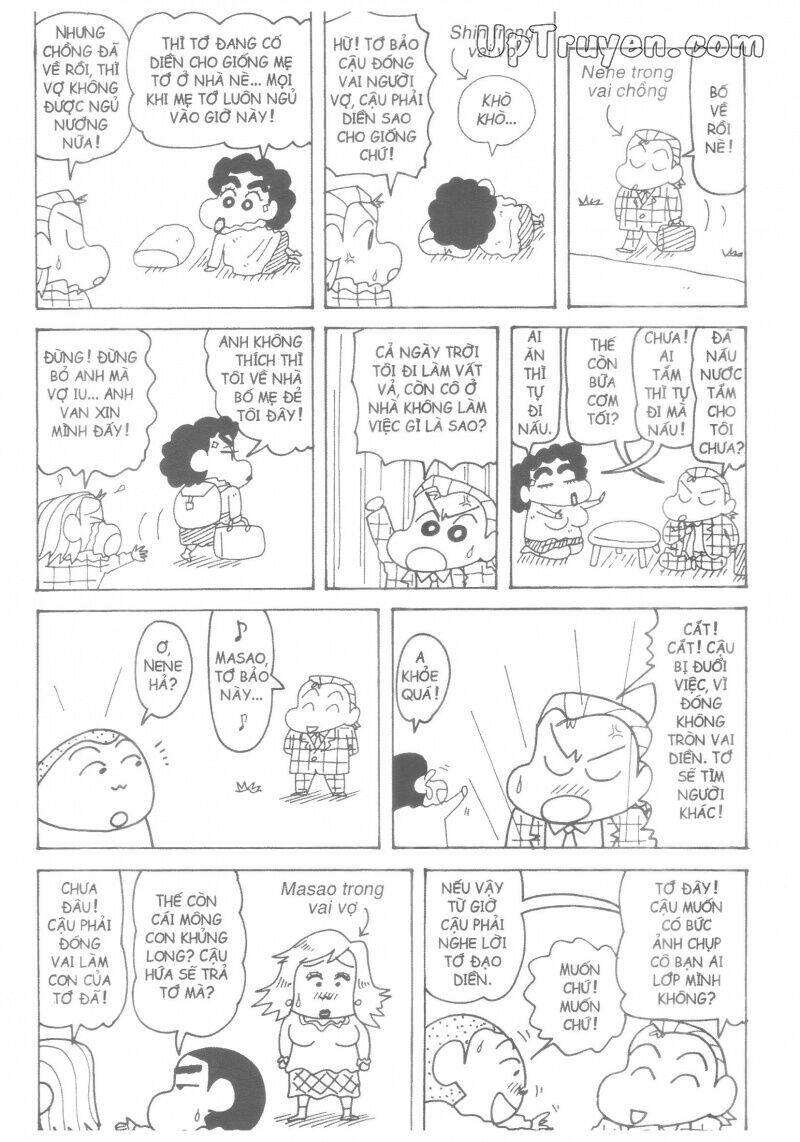 UpTruyen.com
BỐ
VỀ
RỒI
NÈ!
Nene trong
vai chồng
Shin trong
vai vợ
KHÒ
KHÒ...
HỪ! TỚ BẢO
CẬU ĐÓNG
VAI NGƯỜI
VỢ, CẬU PHẢI
DIỄN SAO
CHO GIỐNG
CHỨ!
THÌ TỚ ĐANG CỐ
DIỄN CHO GIỐNG MẸ
TỚ Ở NHÀ NÈ... MỌI
KHI MẸ TỚ LUÔN NGỦ
VÀO GIỜ NÀY!
NHƯNG
CHỒNG ĐÃ
VỀ RỒI, THÌ
VỢ KHÔNG
ĐƯỢC NGỦ
NƯỚNG
NỮA!
ĐÃ
NẤU
NƯỚC
TẮM
CHO
TÔI
CHƯA?
CHƯA!
AI
TẮM
THÌ TỰ
ĐI MÀ
NẤU!
THẾ
CÒN
BỮA
CƠM
TỐI?
AI
ĂN THÌ
TỰ
ĐI
NẤU.
CẢ NGÀY TRỜI
TÔI ĐI LÀM VẤT
VẢ, CÒN CÔ Ở
NHÀ KHÔNG LÀM
VIỆC GÌ LÀ SAO?
ANH KHÔNG
THÍCH THÌ
TÔI VỀ NHÀ
BỐ MẸ ĐẺ
TÔI ĐÂY!
ĐỪNG! ĐỪNG
BỎ ANH MÀ
VỢ IU... ANH
VAN XIN
MÌNH ĐẤY!
CẮT!
CẮT! CẬU
BỊ ĐUỔI
VIỆC, VÌ
ĐÓNG
KHÔNG
TRÒN VAI
DIỄN. TỚ
SẼ TÌM
NGƯỜI
KHÁC!
A
KHỎE
QUÁ!
MASAO,
TỚ BẢO
NÀY...
Ơ,
NENE
HẢ?
TỚ ĐÂY!
CẬU MUỐN
CÓ BỨC
ẢNH CHỤP
CÔ BẠN AI
LỚP MÌNH
KHÔNG?
MUỐN
CHỨ!
MUỐN
CHỨ!
NẾU VẬY
TỪ GIỜ
CẬU PHẢI
NGHE LỜI
TỚ ĐẠO
DIỄN.
Masao trong
vai vợ
THẾ CÒN
CÁI MÔNG
CON KHỦNG
LONG? CẬU
HỨA SẼ TRẢ
TỚ MÀ?
CHƯA
ĐÂU!
CẬU PHẢI
ĐÓNG
VAI LÀM
CON CỦA
TỚ ĐÃ!